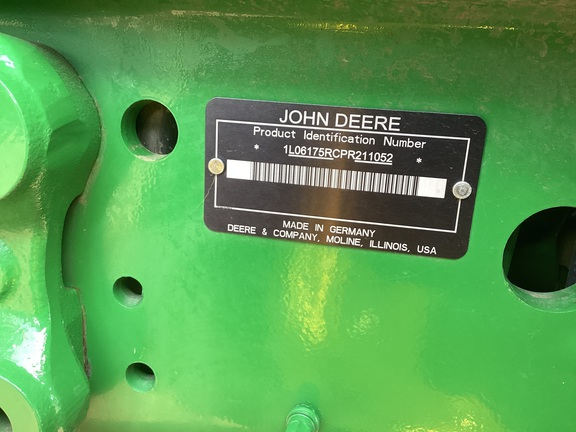 JOHN DEERE
Product Identification Number
* 1L06175RCPR211052 *
MADE IN GERMANY
DEERE & COMPANY, MOLINE, ILLINOIS, USA